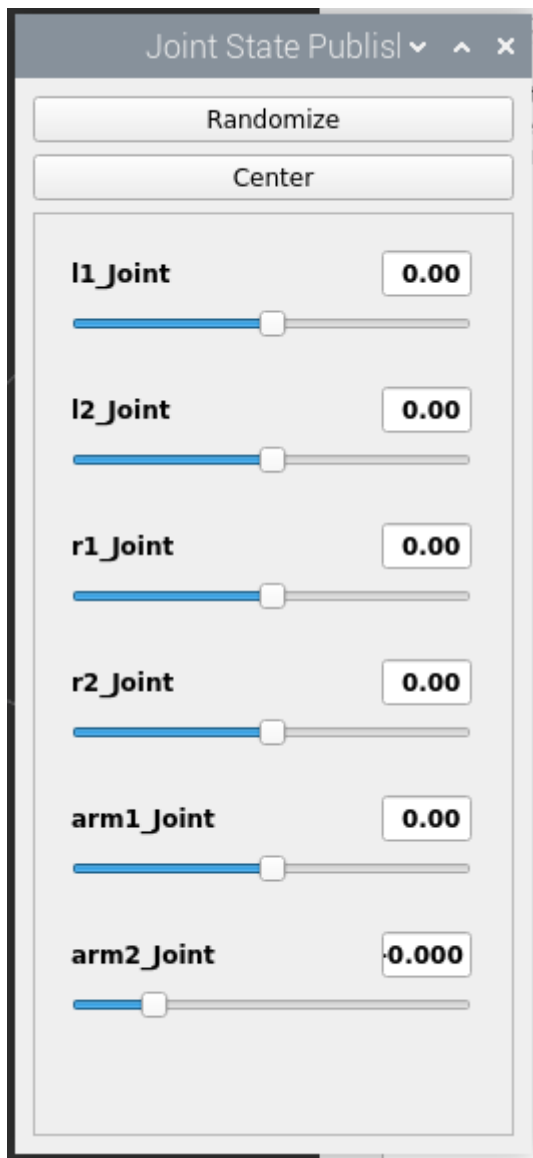 Joint State Publisl
Randomize
Center
l1_Joint 0.00
l2_Joint 0.00
r1_Joint 0.00
r2_Joint 0.00
arm1_Joint 0.00
arm2_Joint -0.000